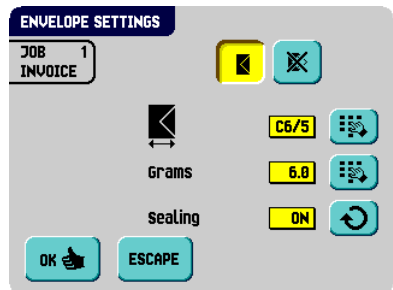 ENVELOPE SETTINGS
JOB 1
INVOICE
C6/5
Grams 6.0
Sealing ON
OK ESCAPE